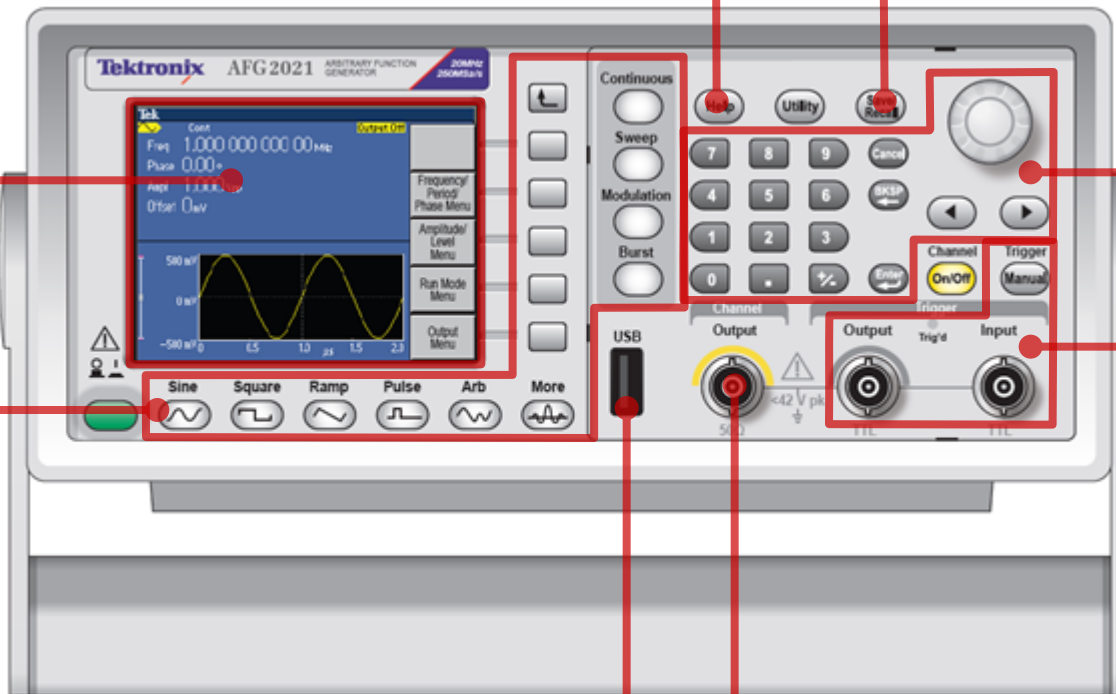 Tektronix AFG2021 ARBITRARY FUNCTION GENERATOR 20MHz 250MSa/s
Tek
Cont Output Off
Freq 1.000 000 000 00 MHz
Phase 0.00 °
Ampl 1.000
Offset 0 mV
Frequency/
Period/
Phase Menu
Amplitude/
Level
Menu
Run Mode
Menu
Output
Menu
500 mV
0 mV
-500 mV
0 0.5 1.0 µs 1.5 2.0
Sine Square Ramp Pulse Arb More
Continuous
Sweep
Modulation
Burst
Help Utility Save/
Recall
7 8 9 Cancel
4 5 6 BKSP
1 2 3
0 . +/- Enter
Channel
On/Off
Trigger
Manual
USB
Channel
Output
50Ω
<42 V pk
Trigger
Output Trig'd Input
TTL TTL